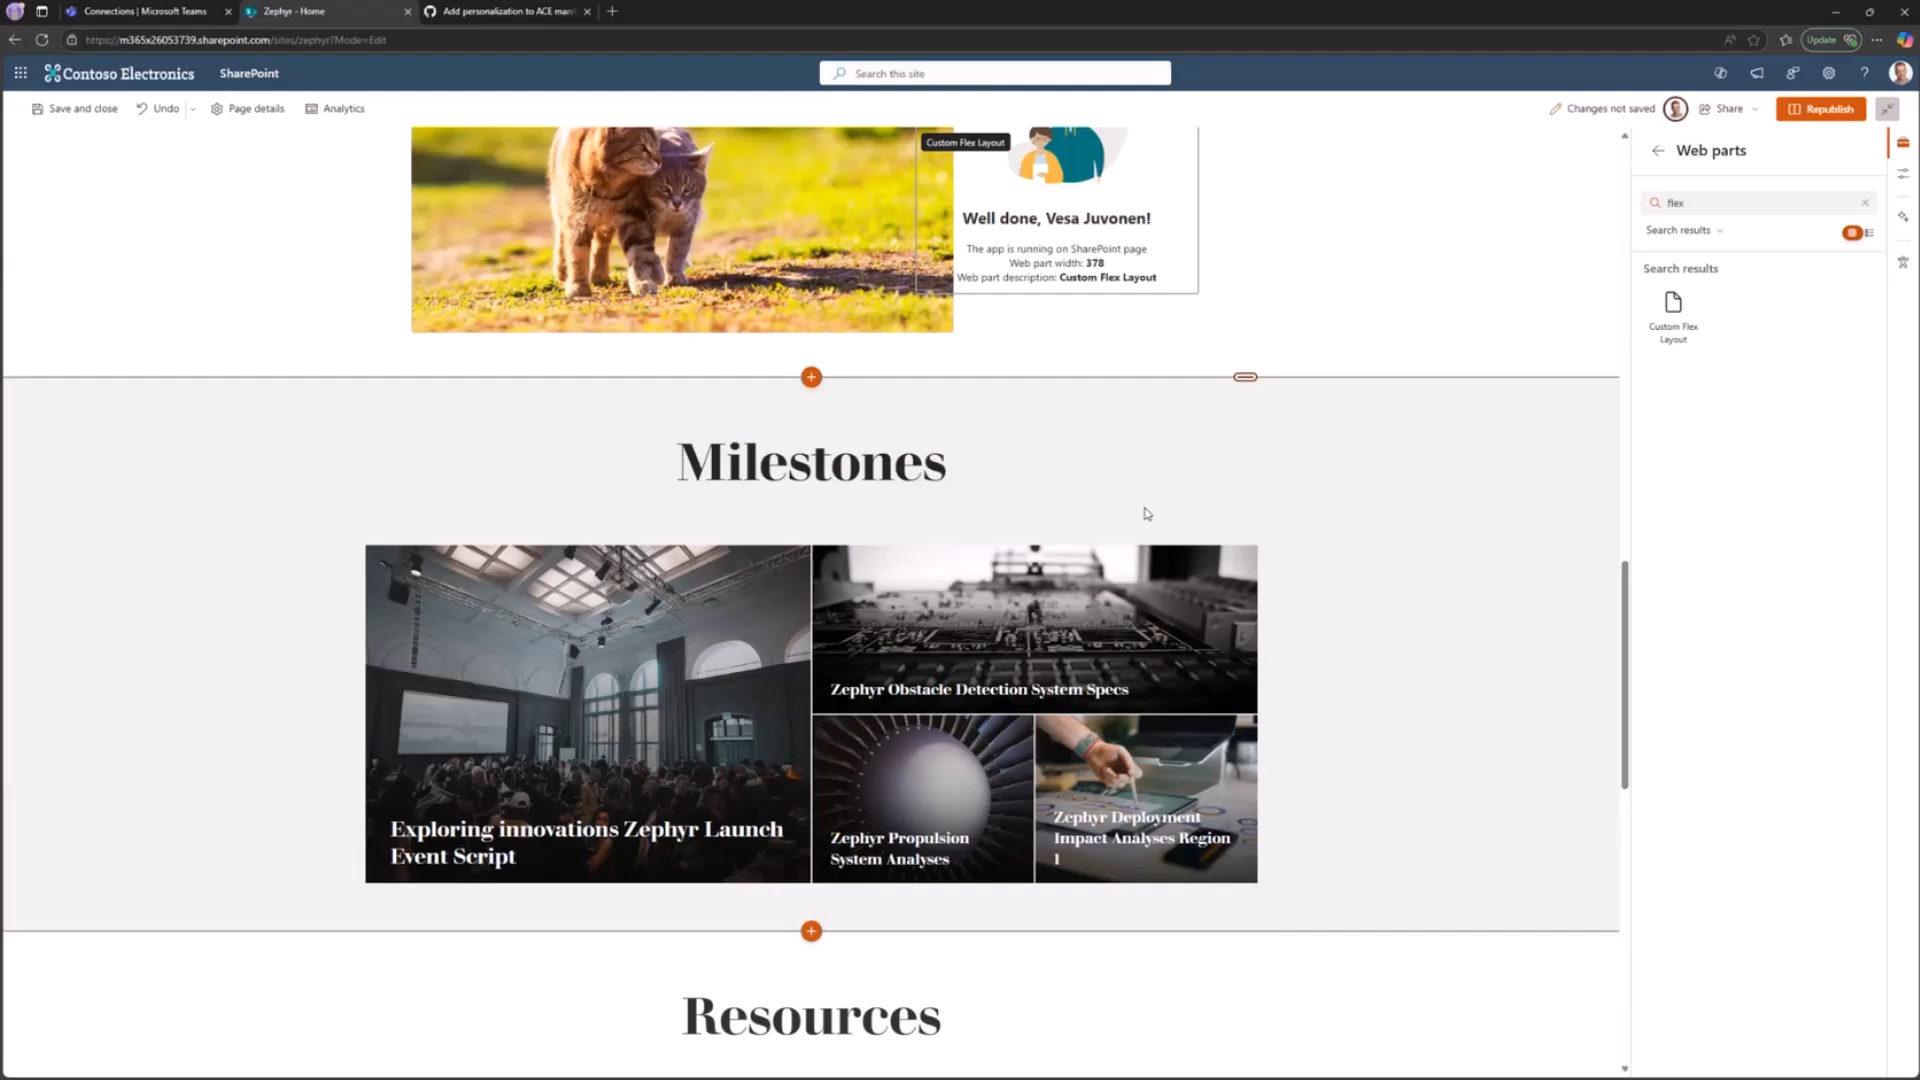 Connections | Microsoft Teams
Zephyr - Home
Add personalization to ACE mani
https://m365x26053739.sharepoint.com/sites/zephyr?Mode=Edit
Update
Contoso Electronics
SharePoint
Search this site
Save and close
Undo
Page details
Analytics
Changes not saved
Share
Republish
Custom Flex Layout
Well done, Vesa Juvonen!
The app is running on SharePoint page
Web part width: 378
Web part description: Custom Flex Layout
Web parts
flex
Search results
Search results
Custom Flex
Layout
Milestones
Exploring innovations Zephyr Launch
Event Script
Zephyr Obstacle Detection System Specs
Zephyr Propulsion
System Analyses
Zephyr Deployment
Impact Analyses Region
1
Resources